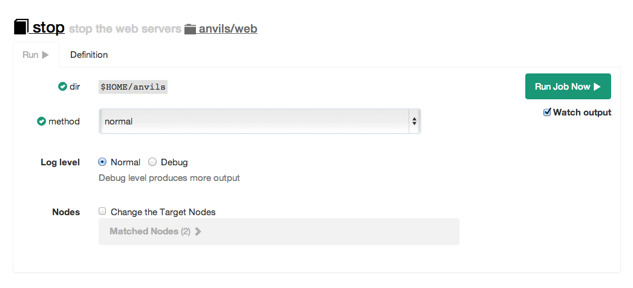 stop stop the web servers anvils/web
Run Definition
dir $HOME/anvils Run Job Now
Watch output
method normal
Log level Normal Debug
Debug level produces more output
Nodes Change the Target Nodes
Matched Nodes (2)